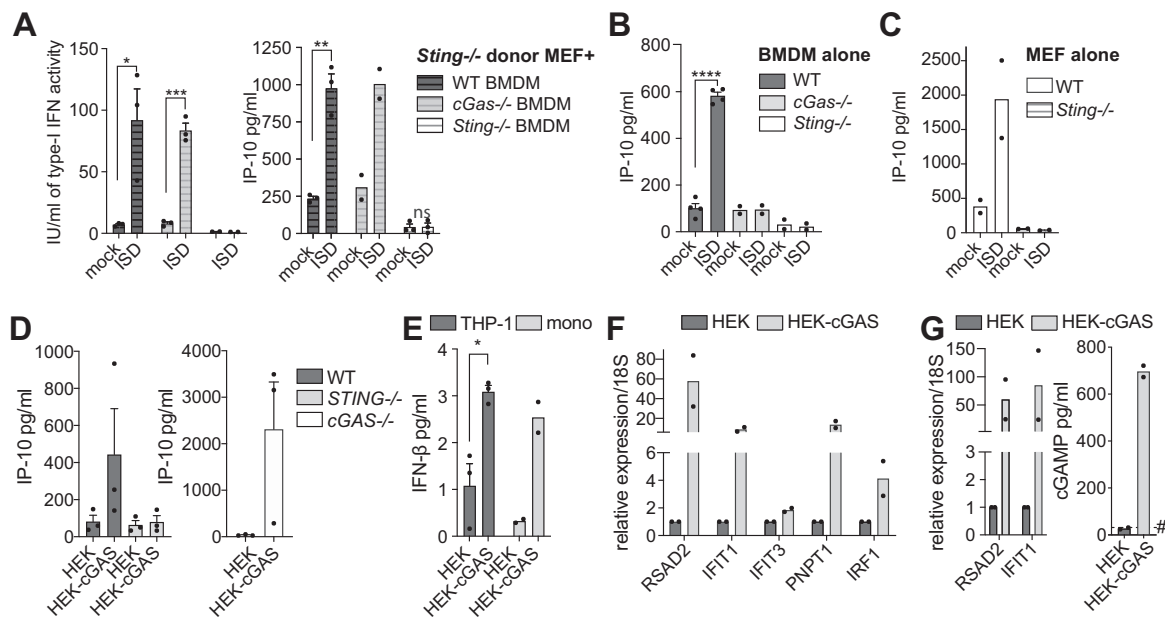 A
IU/ml of type-I IFN activity
150
100
50
0
*
***
mock
ISD
ISD
ISD
IP-10 pg/ml
1250
1000
750
500
250
0
**
ns
mock
ISD
mock
ISD
mock
ISD
Sting-/- donor MEF+
WT BMDM
cGas-/- BMDM
Sting-/- BMDM
B
IP-10 pg/ml
800
600
400
200
0
****
mock
ISD
mock
ISD
mock
ISD
BMDM alone
WT
cGas-/-
Sting-/-
C
IP-10 pg/ml
2500
2000
1500
1000
500
0
mock
ISD
mock
ISD
MEF alone
WT
Sting-/-
D
IP-10 pg/ml
1000
800
600
400
200
0
HEK
HEK-cGAS
HEK
HEK-cGAS
IP-10 pg/ml
4000
3000
2000
1000
0
HEK
HEK-cGAS
WT
STING-/-
cGAS-/-
E
THP-1
mono
IFN-β pg/ml
4
3
2
1
0
*
HEK
HEK-cGAS
HEK
HEK-cGAS
F
HEK
HEK-cGAS
relative expression/18S
80
60
40
20
10
6
4
2
0
RSAD2
IFIT1
IFIT3
PNPT1
IRF1
G
HEK
HEK-cGAS
relative expression/18S
150
100
50
4
3
2
1
0
RSAD2
IFIT1
cGAMP pg/ml
800
600
400
200
0
#
HEK
HEK-cGAS